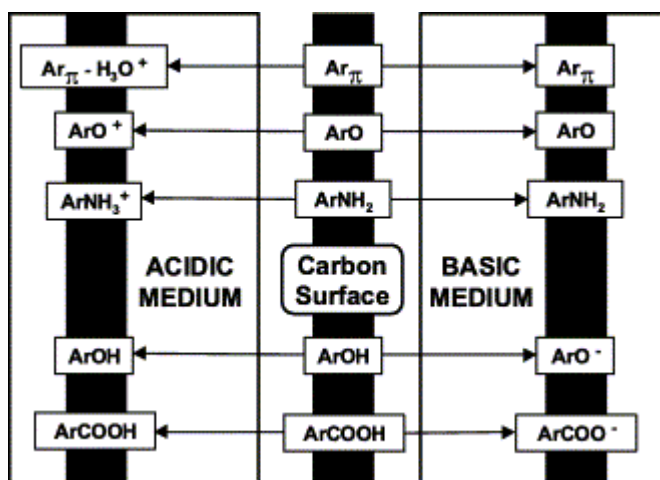 Arπ - H₃O⁺ Arπ Arπ
ArO⁺ ArO ArO
ArNH₃⁺ ArNH₂ ArNH₂
ACIDIC MEDIUM
Carbon Surface
BASIC MEDIUM
ArOH ArOH ArO⁻
ArCOOH ArCOOH ArCOO⁻